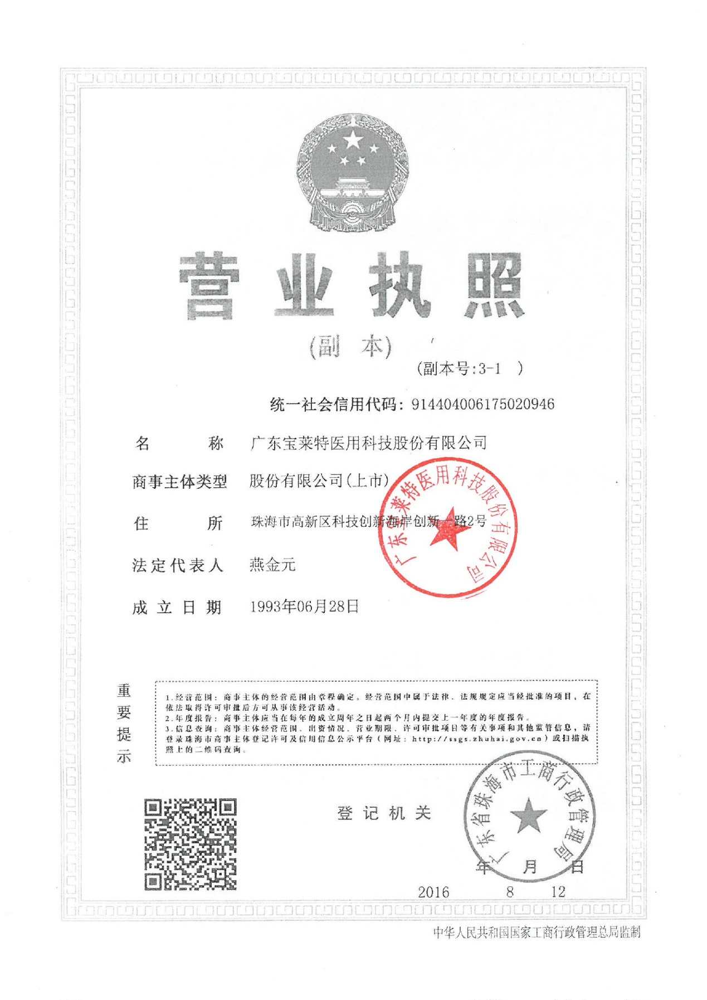 营业执照
(副 本)
(副本号:3-1 )
统一社会信用代码: 914404006175020946
名 称 广东宝莱特医用科技股份有限公司
商事主体类型 股份有限公司(上市)
住 所 珠海市高新区科技创新海岸创新一路2号
法定代表人 燕金元
成立日期 1993年06月28日
广东宝莱特医用科技股份有限公司
重要提示
1.经营范围：商事主体的经营范围由章程确定。经营范围中属于法律、法规规定应当经批准的项目，在
依法取得许可审批后方可从事该经营活动。
2.年度报告：商事主体应当在每年的成立周年之日起两个月内提交上一年度的年度报告。
3.信息查询：商事主体经营范围、出资情况、营业期限、许可审批项目等有关事项和其他监管信息，请
登录珠海市商事主体登记许可及信用信息公示平台（网址：http://ssgs.zhuhai.gov.cn）或扫描执
照上的二维码查询。
登记机关
广东省珠海市工商行政管理局
年 月 日
2016 8 12
中华人民共和国国家工商行政管理总局监制